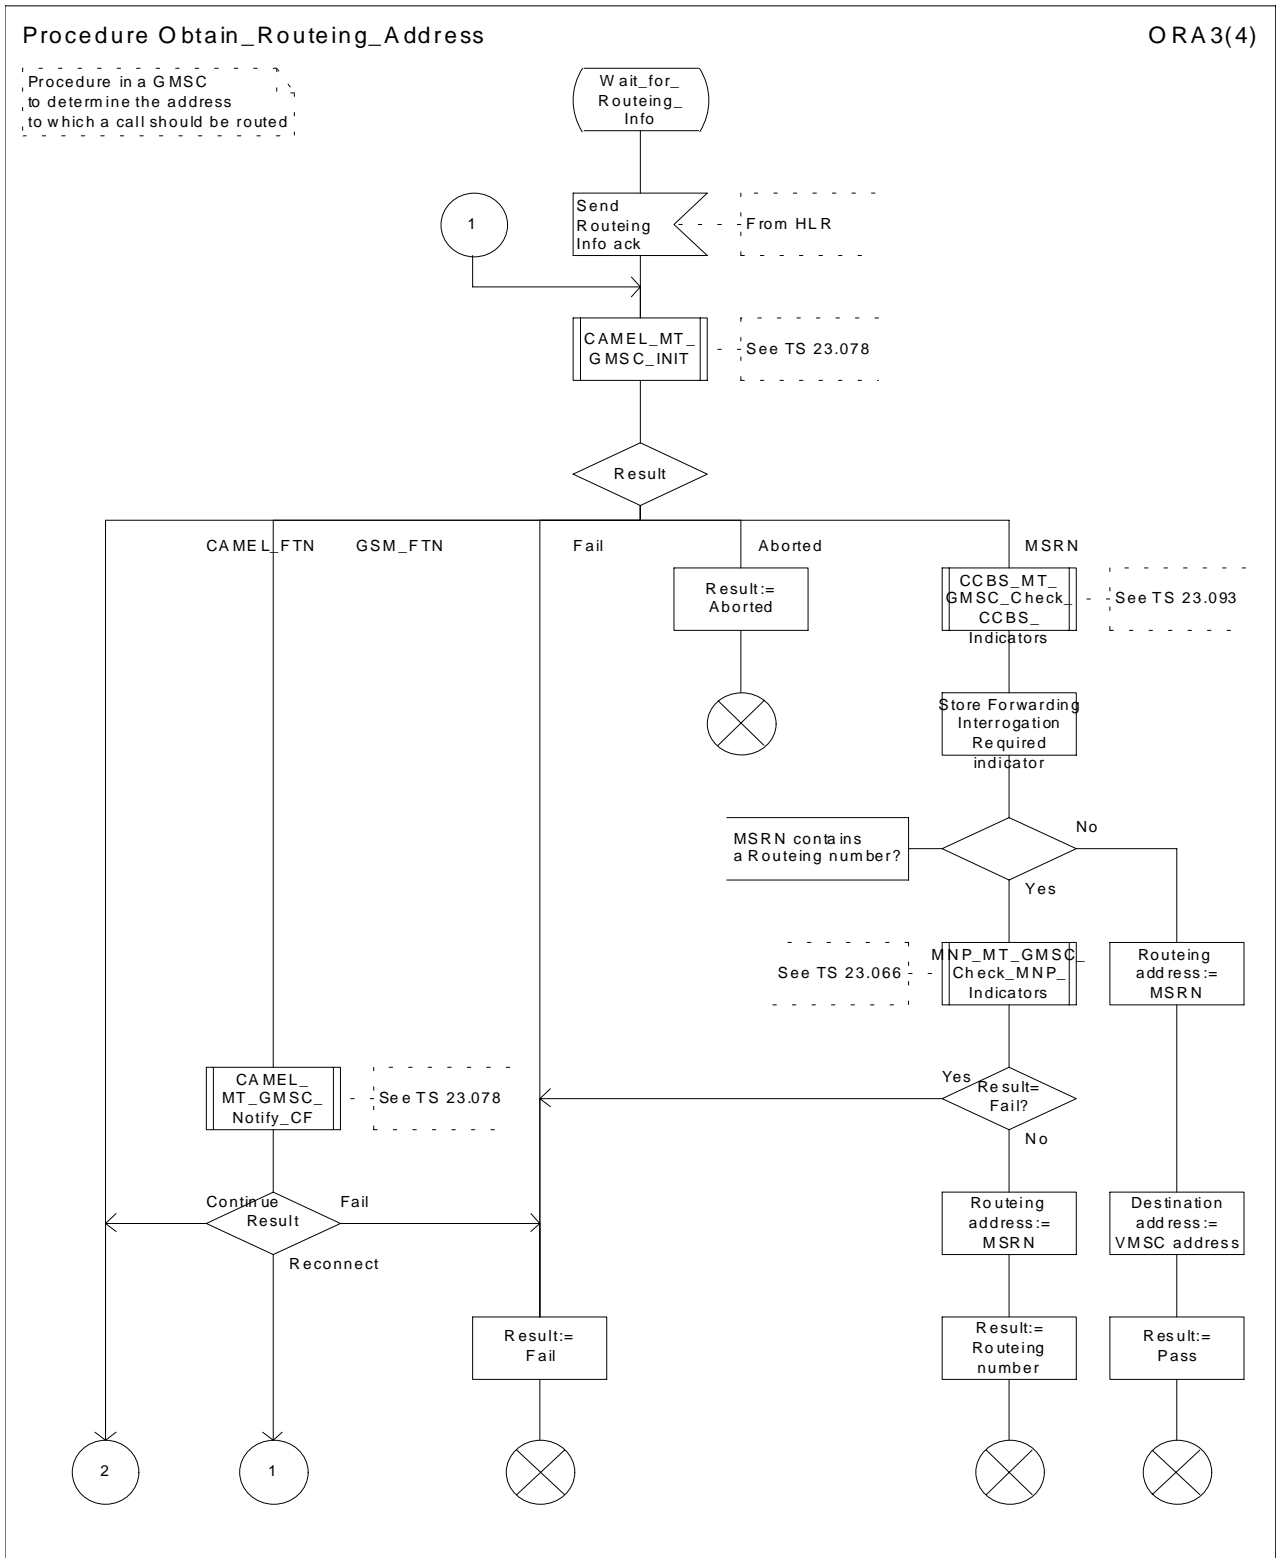 Procedure Obtain_Routeing_Address
ORA3(4)
Procedure in a GMSC
to determine the address
to which a call should be routed
Wait_for_
Routeing_
Info
1
Send
Routeing
Info ack
From HLR
CAMEL_MT_
GMSC_INIT
See TS 23.078
Result
CAMEL_FTN
GSM_FTN
Fail
Aborted
MSRN
Result:=
Aborted
CCBS_MT_
GMSC_Check_
CCBS_
Indicators
See TS 23.093
Store Forwarding
Interrogation
Required
indicator
MSRN contains
a Routeing number?
No
Yes
See TS 23.066
MNP_MT_GMSC_
Check_MNP_
Indicators
Routeing
address:=
MSRN
CAMEL_
MT_GMSC_
Notify_CF
See TS 23.078
Yes
Result=
Fail?
No
Continue
Result
Fail
Reconnect
Routeing
address:=
MSRN
Destination
address:=
VMSC address
Result:=
Fail
Result:=
Routeing
number
Result:=
Pass
2
1